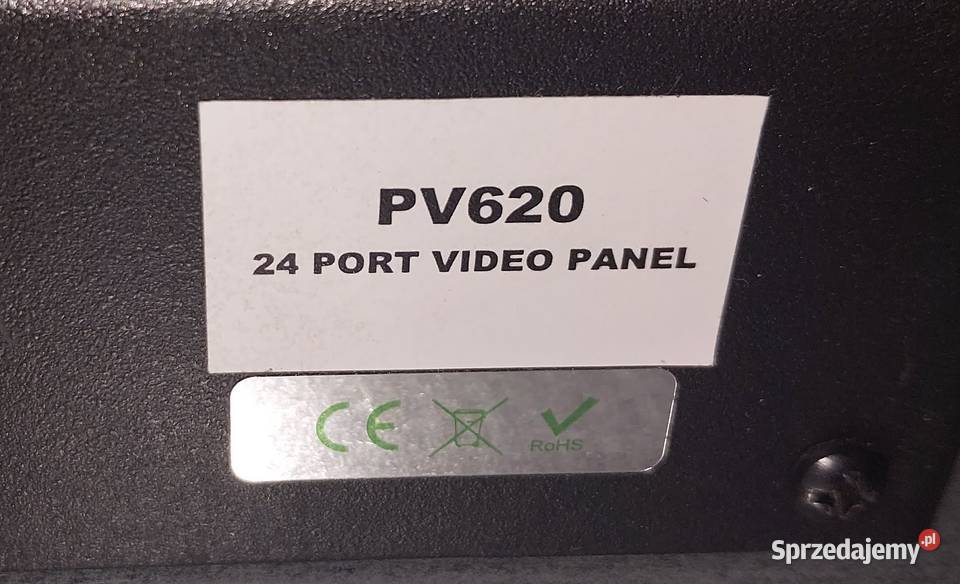 PV620
24 PORT VIDEO PANEL
CE
RoHS
Sprzedajemy.pl